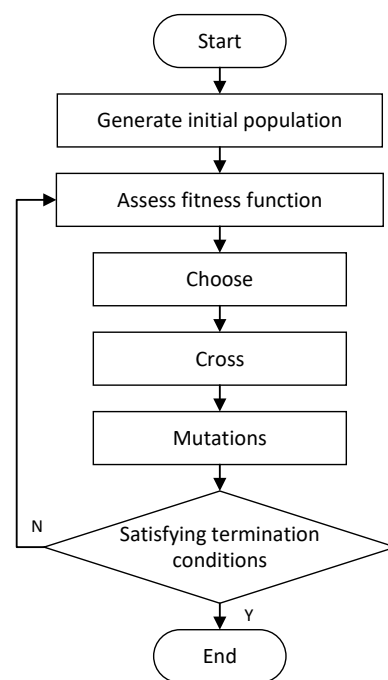 Start
Generate initial population
Assess fitness function
Choose
Cross
Mutations
N
Satisfying termination
conditions
Y
End